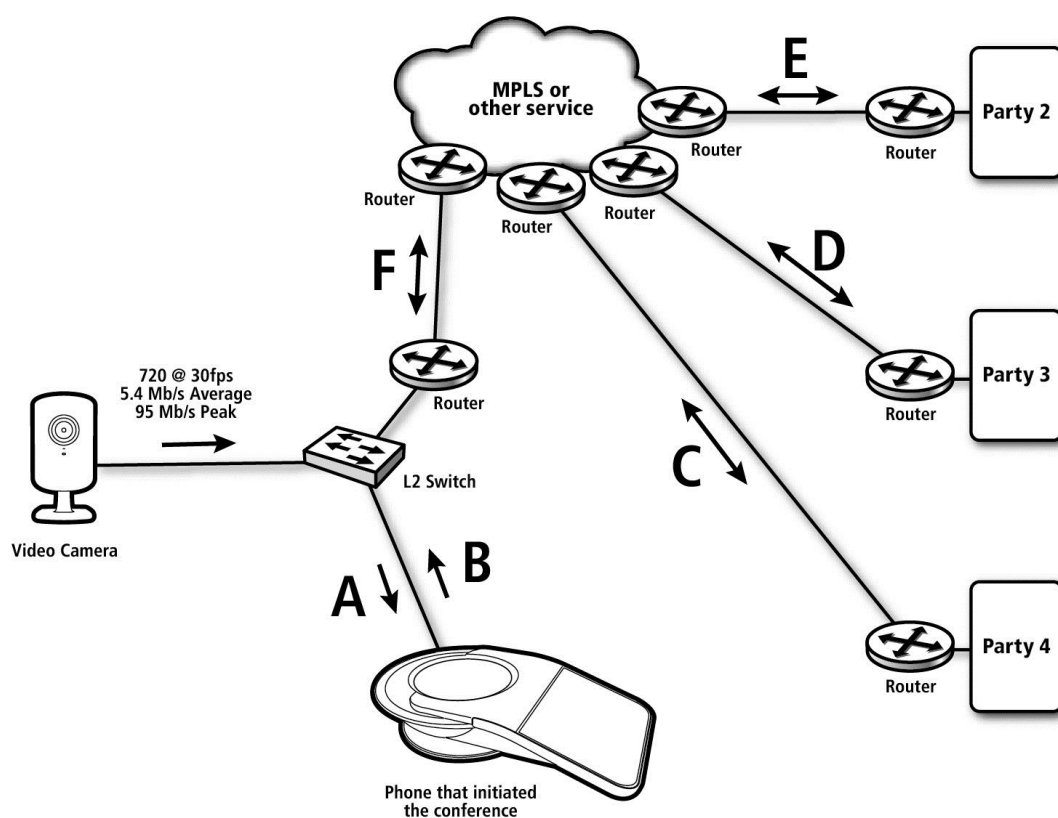 MPLS or
other service
E
Router
Router
Party 2
Router
Router
Router
F
D
720 @ 30fps
5.4 Mb/s Average
95 Mb/s Peak
Router
Router
Party 3
C
L2 Switch
Video Camera
A
B
Router
Party 4
Phone that initiated
the conference